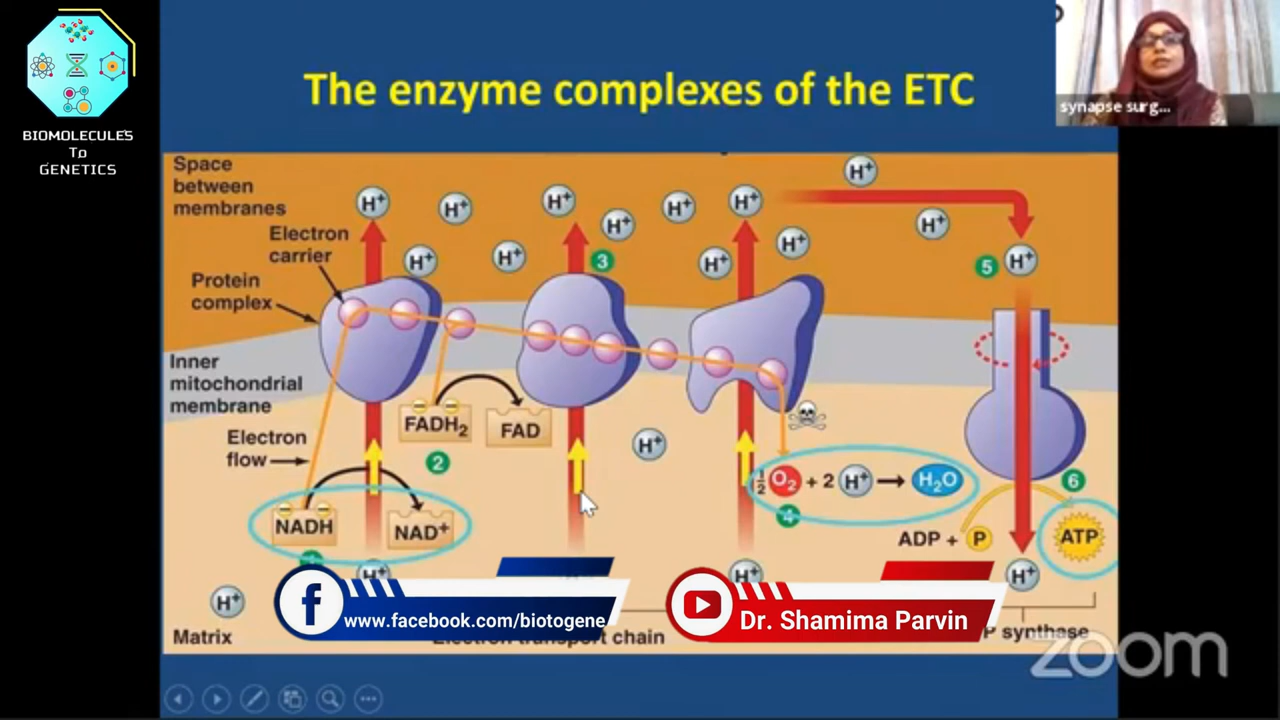 BIOMOLECULES
To
GENETICS
The enzyme complexes of the ETC
synapse surg...
Space
between
membranes
Electron
carrier
Protein
complex
Inner
mitochondrial
membrane
Electron
flow
H+
H+
H+
H+
H+
H+
H+
H+
H+
H+
H+
H+
3
5
H+
FADH2
FAD
2
H+
NADH
NAD+
1/2 O2 + 2 H+ → H2O
4
6
ADP + P
ATP
H+
H+
H+
H+
Matrix
f
www.facebook.com/biotogene
Dr. Shamima Parvin
Electron transport chain
P synthase
zoom